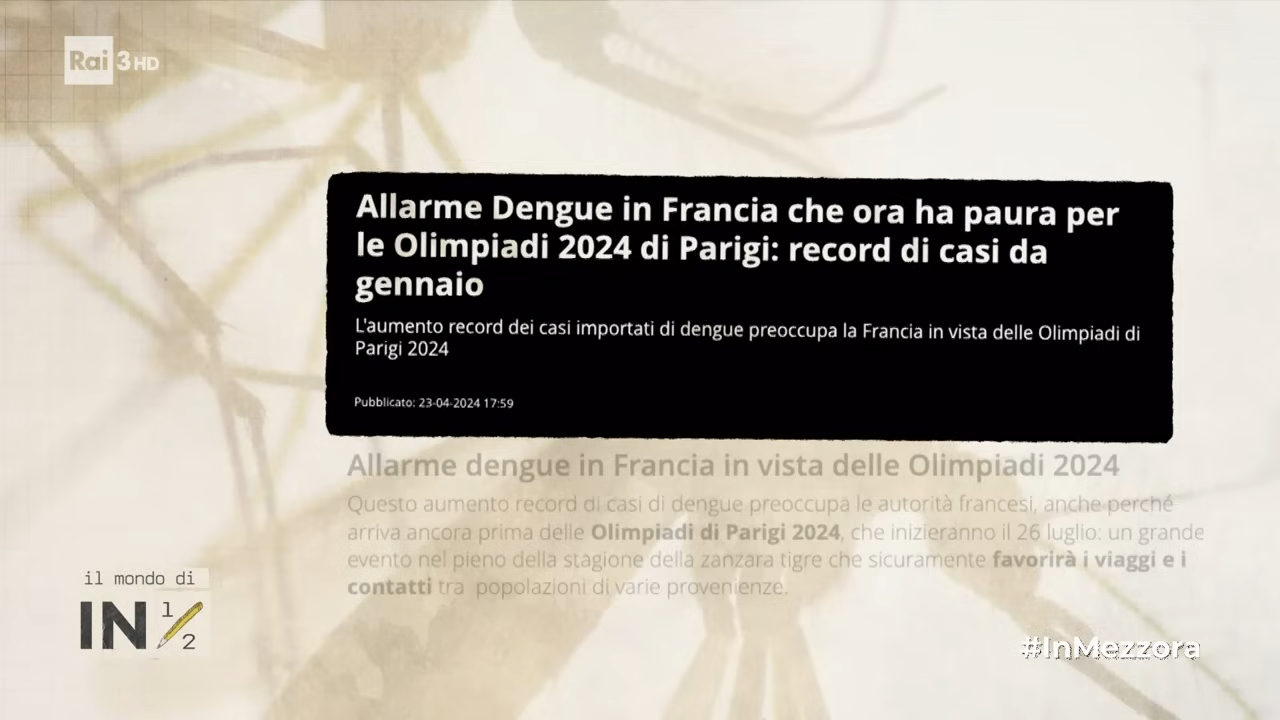 Rai 3 HD
Allarme Dengue in Francia che ora ha paura per
le Olimpiadi 2024 di Parigi: record di casi da
gennaio
L'aumento record dei casi importati di dengue preoccupa la Francia in vista delle Olimpiadi di
Parigi 2024
Pubblicato: 23-04-2024 17:59
Allarme dengue in Francia in vista delle Olimpiadi 2024
Questo aumento record di casi di dengue preoccupa le autorità francesi, anche perché
arriva ancora prima delle Olimpiadi di Parigi 2024, che inizieranno il 26 luglio: un grande
evento nel pieno della stagione della zanzara tigre che sicuramente favorirà i viaggi e i
contatti tra popolazioni di varie provenienze.
il mondo di
IN 1/2
#InMezzora